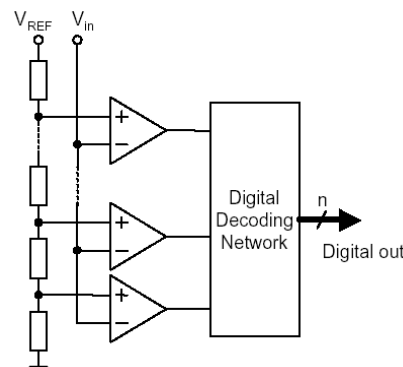 V_REF V_in
+
−
+
−
+
−
Digital
Decoding
Network
n
Digital out